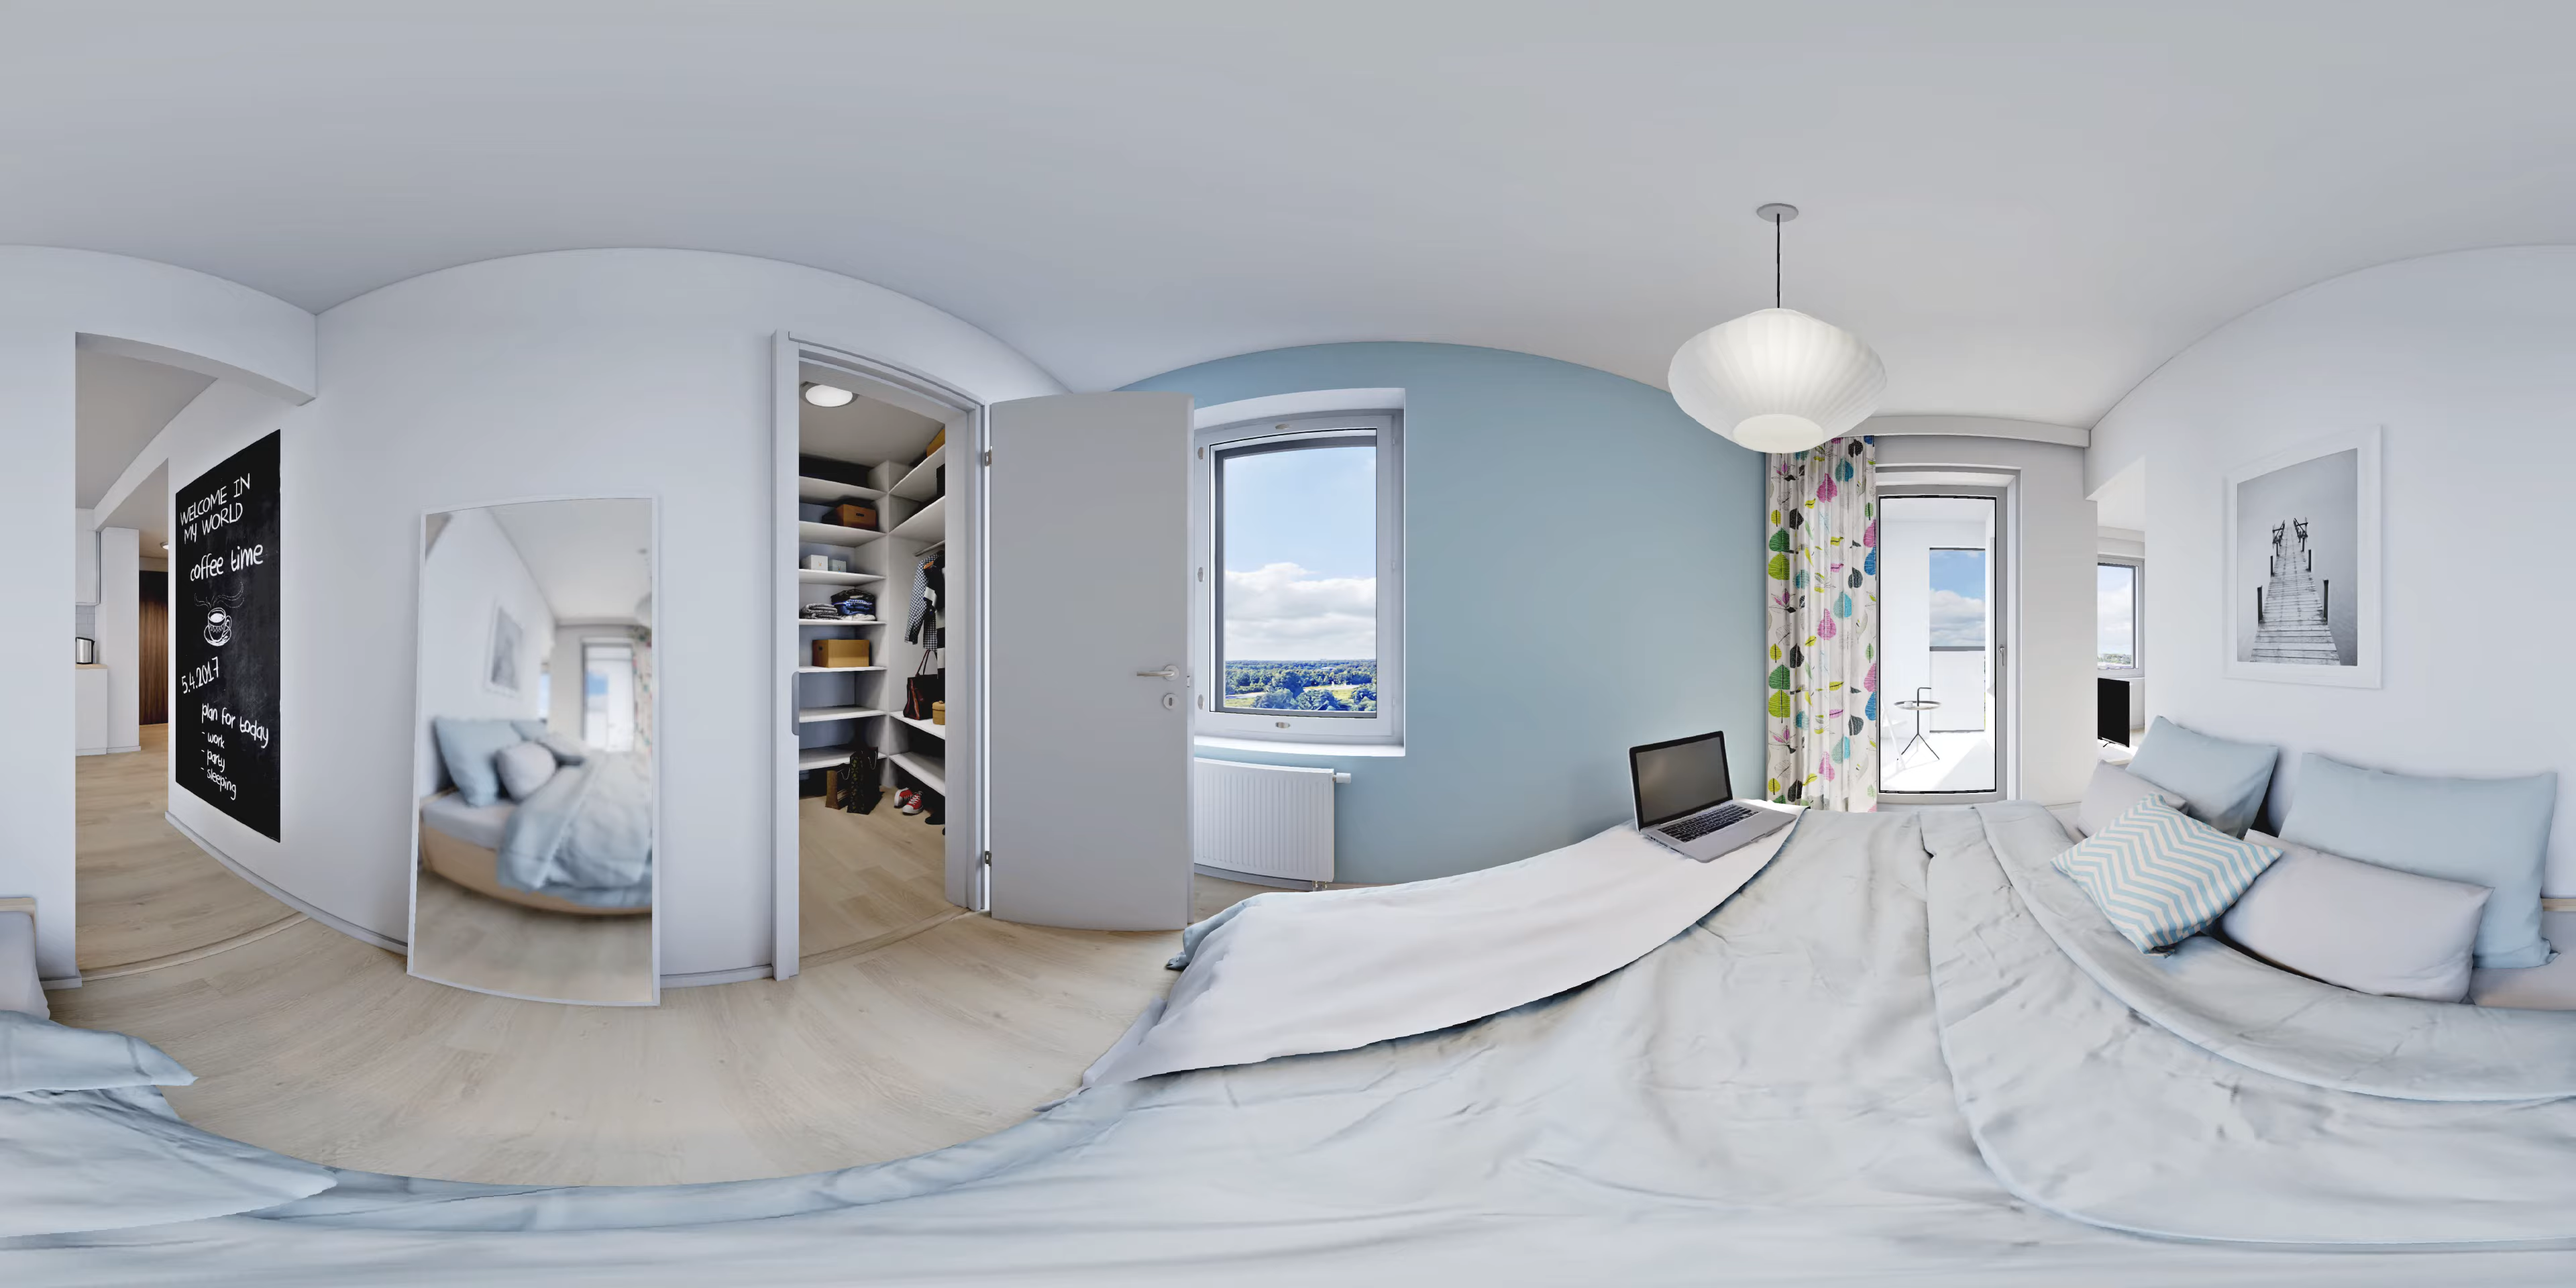 WELCOME IN
MY WORLD
coffee time
5.4.2017
plan for today
- work
- party
- sleeping